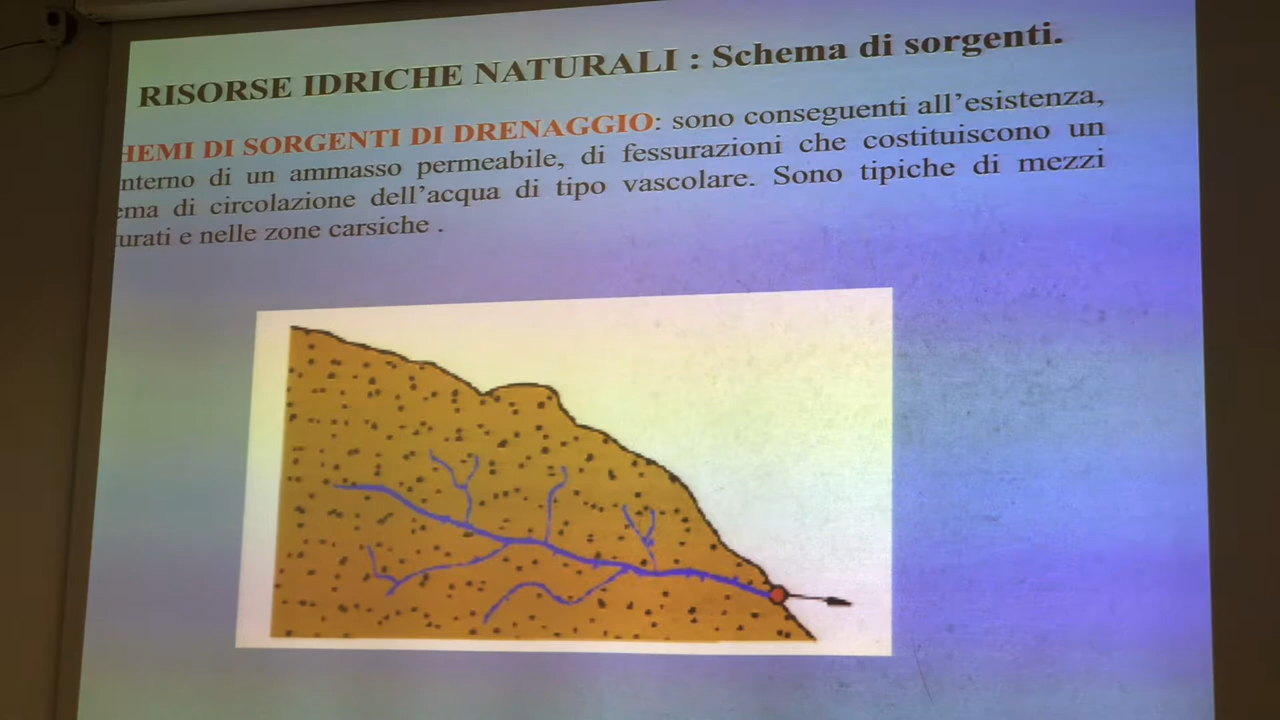 RISORSE IDRICHE NATURALI : Schema di sorgenti.
HEMI DI SORGENTI DI DRENAGGIO: sono conseguenti all'esistenza,
nterno di un ammasso permeabile, di fessurazioni che costituiscono un
ema di circolazione dell'acqua di tipo vascolare. Sono tipiche di mezzi
urati e nelle zone carsiche .